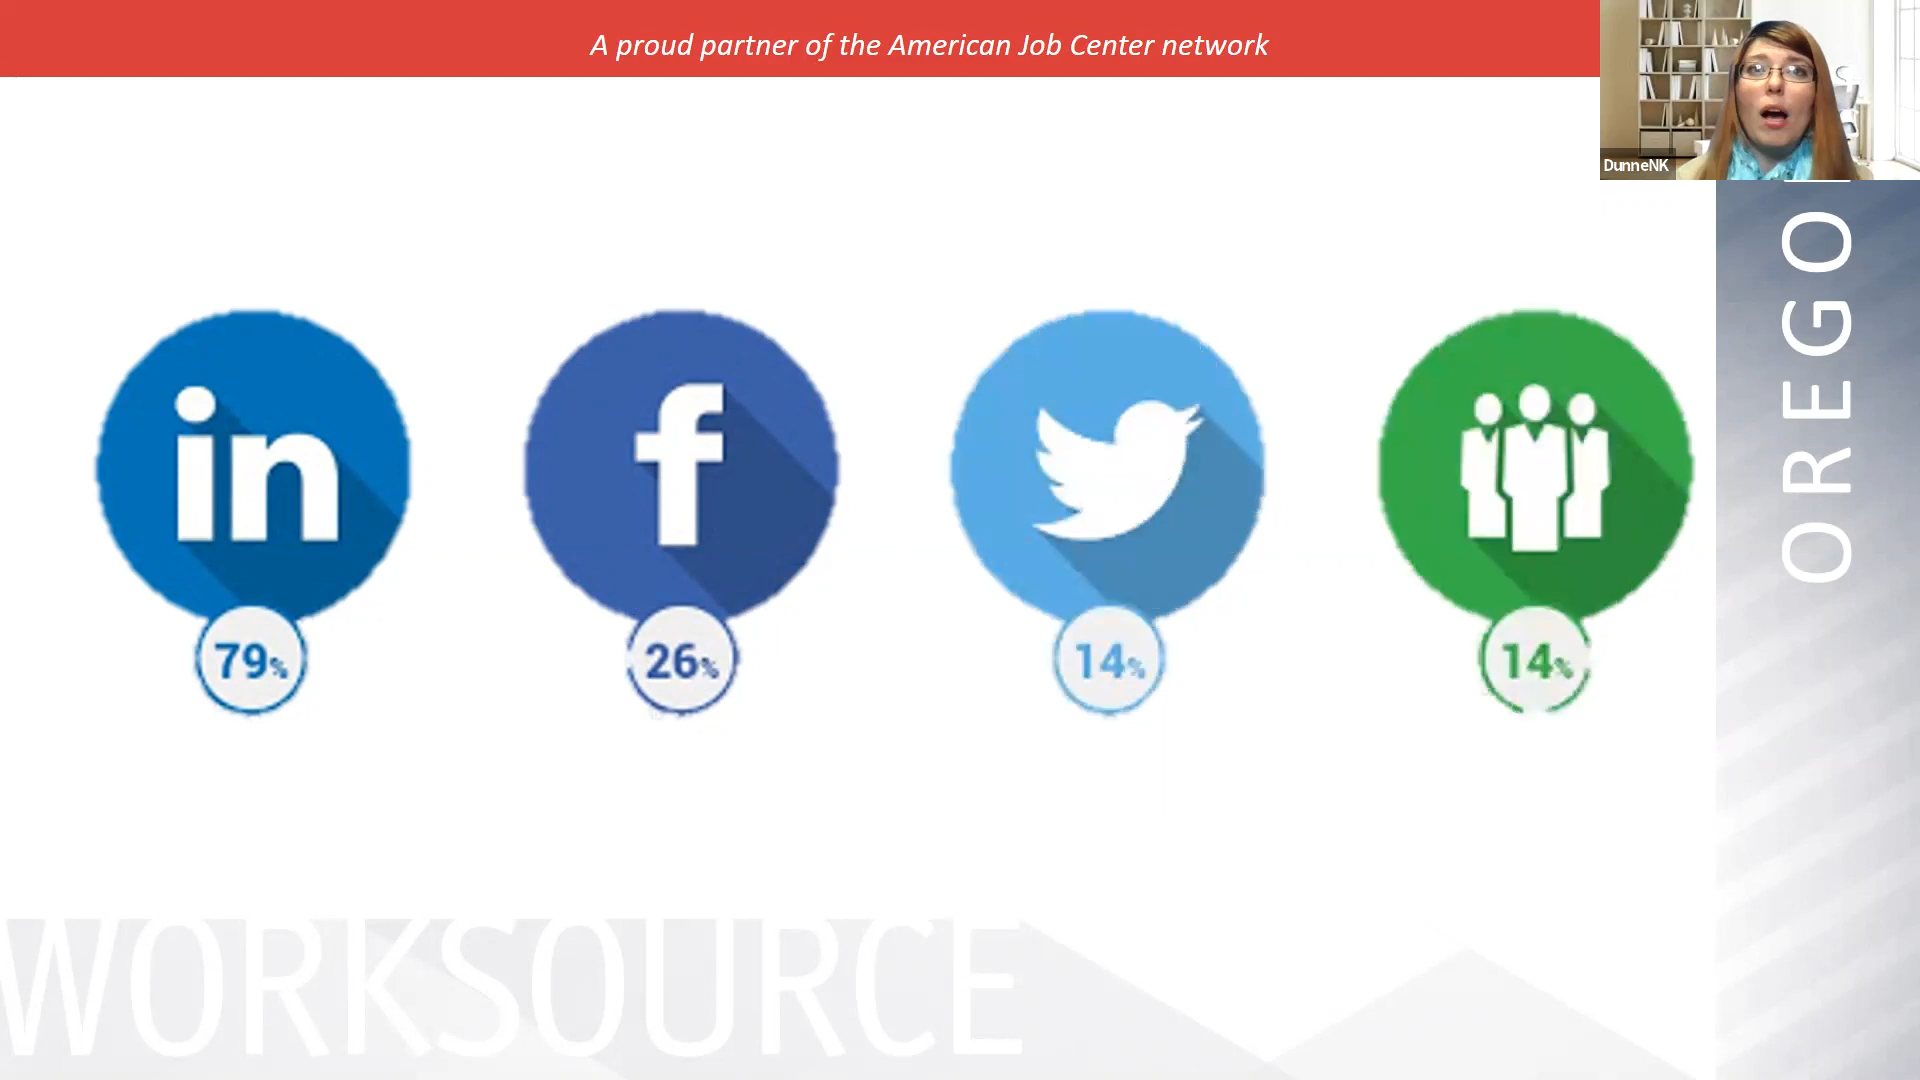 A proud partner of the American Job Center network
DunneNK
OREGO
in
f
79%
26%
14%
14%
WORKSOURCE